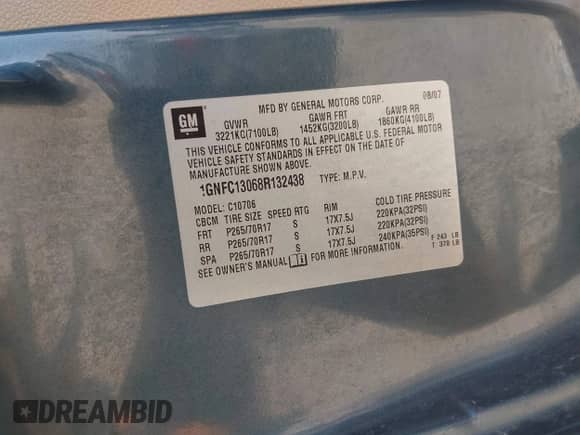 MFD BY GENERAL MOTORS CORP. 08/07
GM
GVWR GAWR FRT GAWR RR
3221KG(7100LB) 1452KG(3200LB) 1860KG(4100LB)
THIS VEHICLE CONFORMS TO ALL APPLICABLE U.S. FEDERAL MOTOR
VEHICLE SAFETY STANDARDS IN EFFECT ON THE DATE OF
MANUFACTURE SHOWN ABOVE.
1GNFC13068R132438 TYPE: M.P.V.
MODEL: C10706
CBCM TIRE SIZE SPEED RTG RIM COLD TIRE PRESSURE
FRT P265/70R17 S 17X7.5J 220KPA(32PSI)
RR P265/70R17 S 17X7.5J 220KPA(32PSI)
SPA P265/70R17 S 17X7.5J 240KPA(35PSI)
SEE OWNER'S MANUAL FOR MORE INFORMATION.
F 243 LB
T 378 LB
DREAMBID